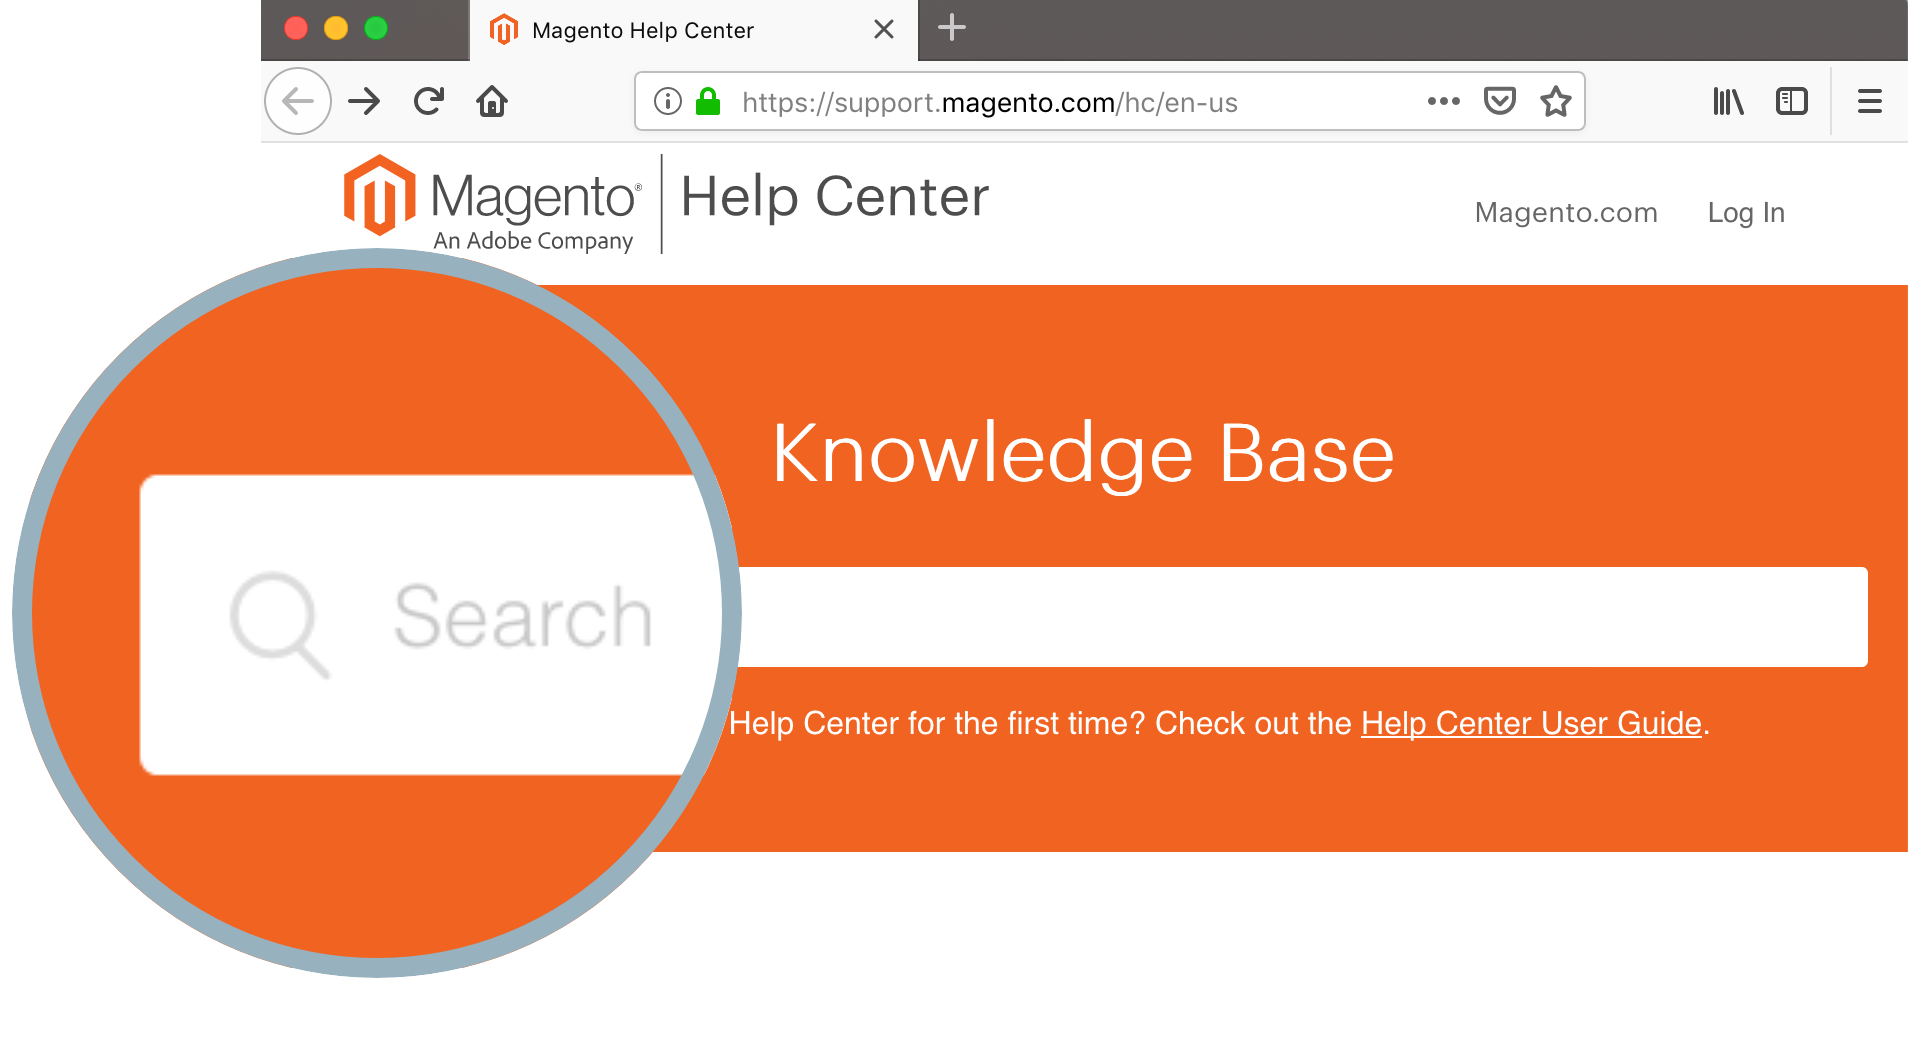 Magento Help Center
https://support.magento.com/hc/en-us
Magento®
An Adobe Company
Help Center
Magento.com Log In
Knowledge Base
Search
Help Center for the first time? Check out the Help Center User Guide.